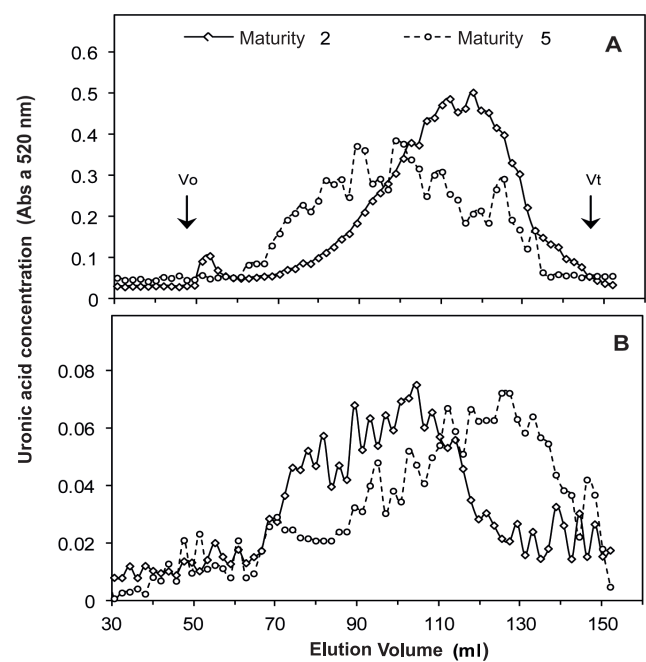 Maturity 2
Maturity 5
A
0.6
0.5
0.4
0.3
0.2
0.1
0
Vo
Vt
Uronic acid concentration (Abs a 520 nm)
B
0.08
0.06
0.04
0.02
0
30
50
70
90
110
130
150
Elution Volume (ml)